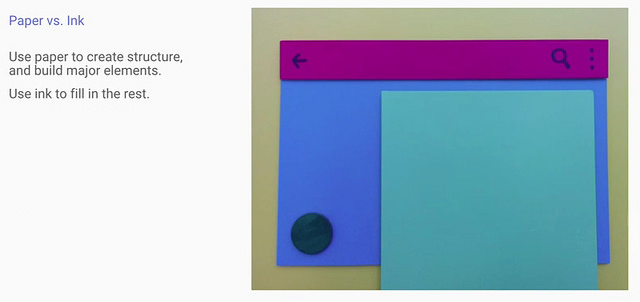 Paper vs. Ink
Use paper to create structure,
and build major elements.
Use ink to fill in the rest.